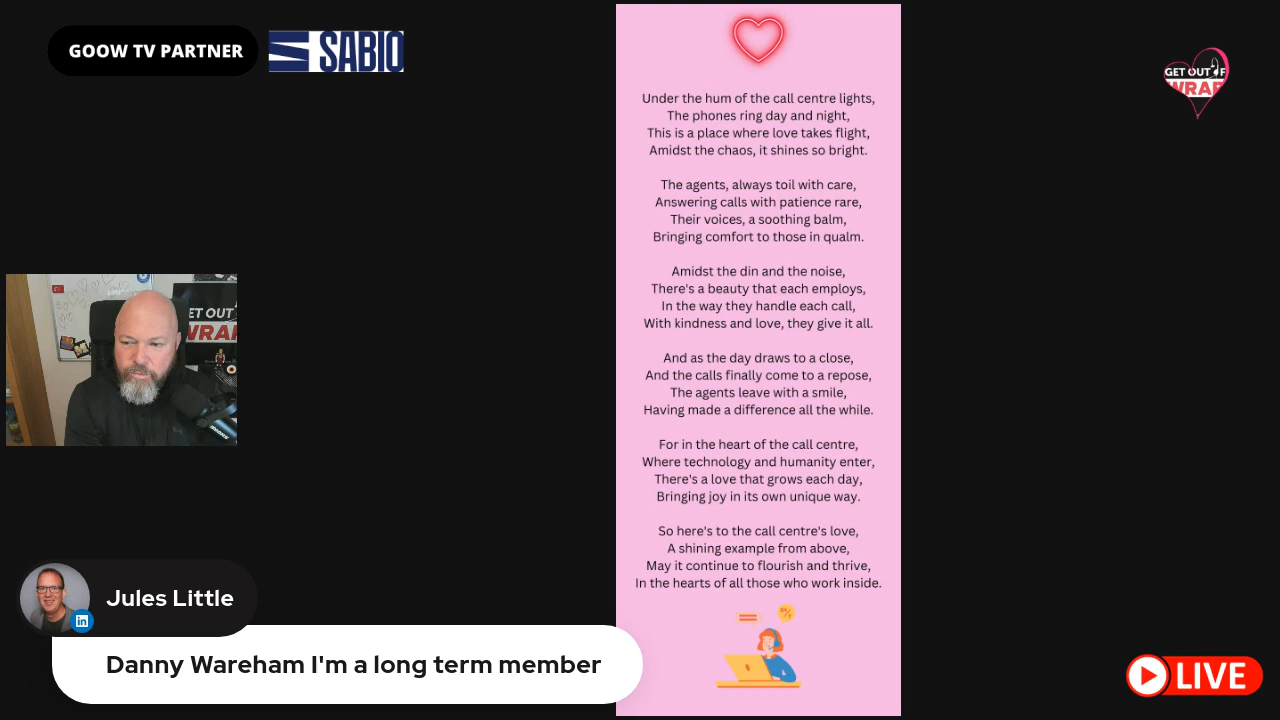 GOOW TV PARTNER
SABIO
GET OUT F
WRAP
Under the hum of the call centre lights,
The phones ring day and night,
This is a place where love takes flight,
Amidst the chaos, it shines so bright.
The agents, always toil with care,
Answering calls with patience rare,
Their voices, a soothing balm,
Bringing comfort to those in qualm.
Amidst the din and the noise,
There's a beauty that each employs,
In the way they handle each call,
With kindness and love, they give it all.
And as the day draws to a close,
And the calls finally come to a repose,
The agents leave with a smile,
Having made a difference all the while.
For in the heart of the call centre,
Where technology and humanity enter,
There's a love that grows each day,
Bringing joy in its own unique way.
So here's to the call centre's love,
A shining example from above,
May it continue to flourish and thrive,
In the hearts of all those who work inside.
ET OUT
WRAP
Jules Little
in
Danny Wareham I'm a long term member
LIVE